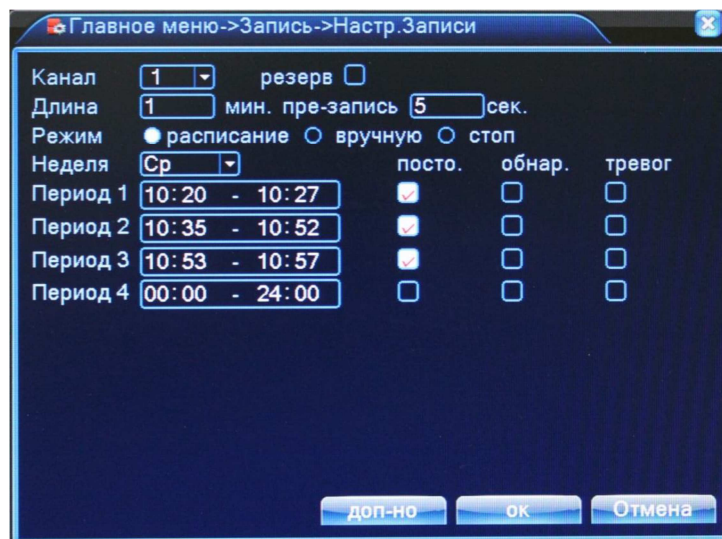 Главное меню->Запись->Настр.Записи
Канал 1 резерв
Длина 1 мин. пре-запись 5 сек.
Режим расписание вручную стоп
Неделя Ср посто. обнар. тревог
Период 1 10:20 - 10:27
Период 2 10:35 - 10:52
Период 3 10:53 - 10:57
Период 4 00:00 - 24:00
доп-но ок Отмена